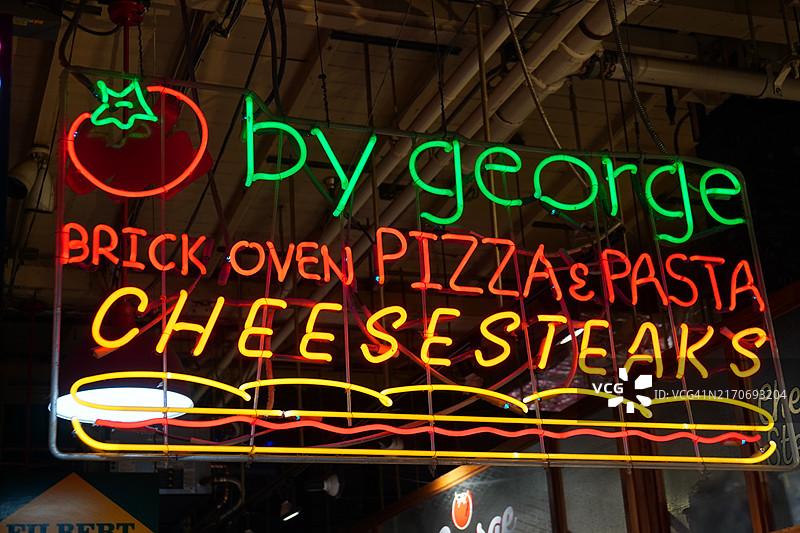 by george
BRICK OVEN PIZZA & PASTA
CHEESESTEAKS
VCG
ID: VCG41N2170693204
FILBERT